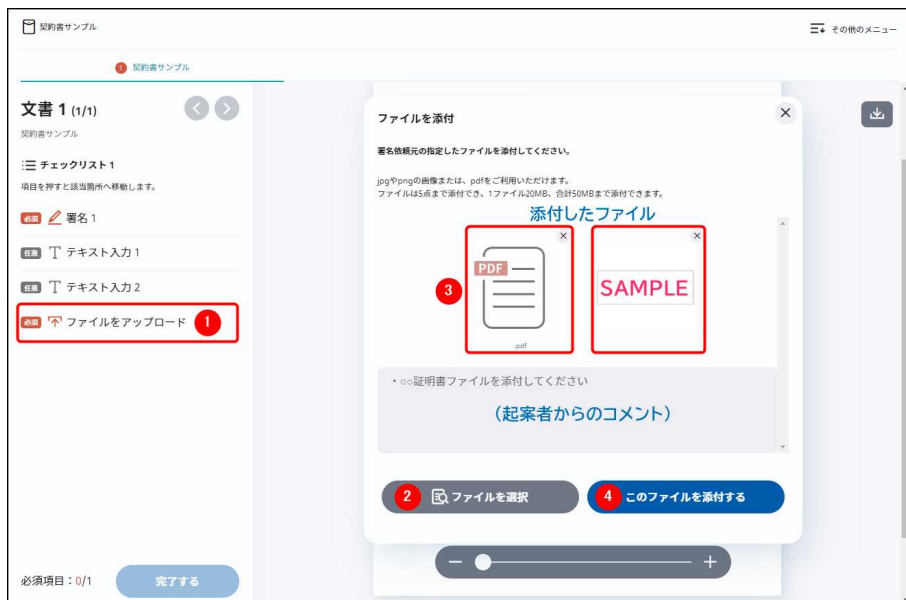 契約書サンプル
その他のメニュー
1 契約書サンプル
文書 1 (1/1)
契約書サンプル
チェックリスト 1
項目を押すと該当箇所へ移動します。
必須 署名 1
任意 テキスト入力 1
任意 テキスト入力 2
必須 ファイルをアップロード 1
必須項目：0/1
完了する
ファイルを添付
署名依頼元の指定したファイルを添付してください。
jpgやpngの画像または、pdfをご利用いただけます。
ファイルは5点まで添付でき、1ファイル20MB、合計50MBまで添付できます。
添付したファイル
3
PDF
.pdf
SAMPLE
・○○証明書ファイルを添付してください
（起案者からのコメント）
2 ファイルを選択
4 このファイルを添付する